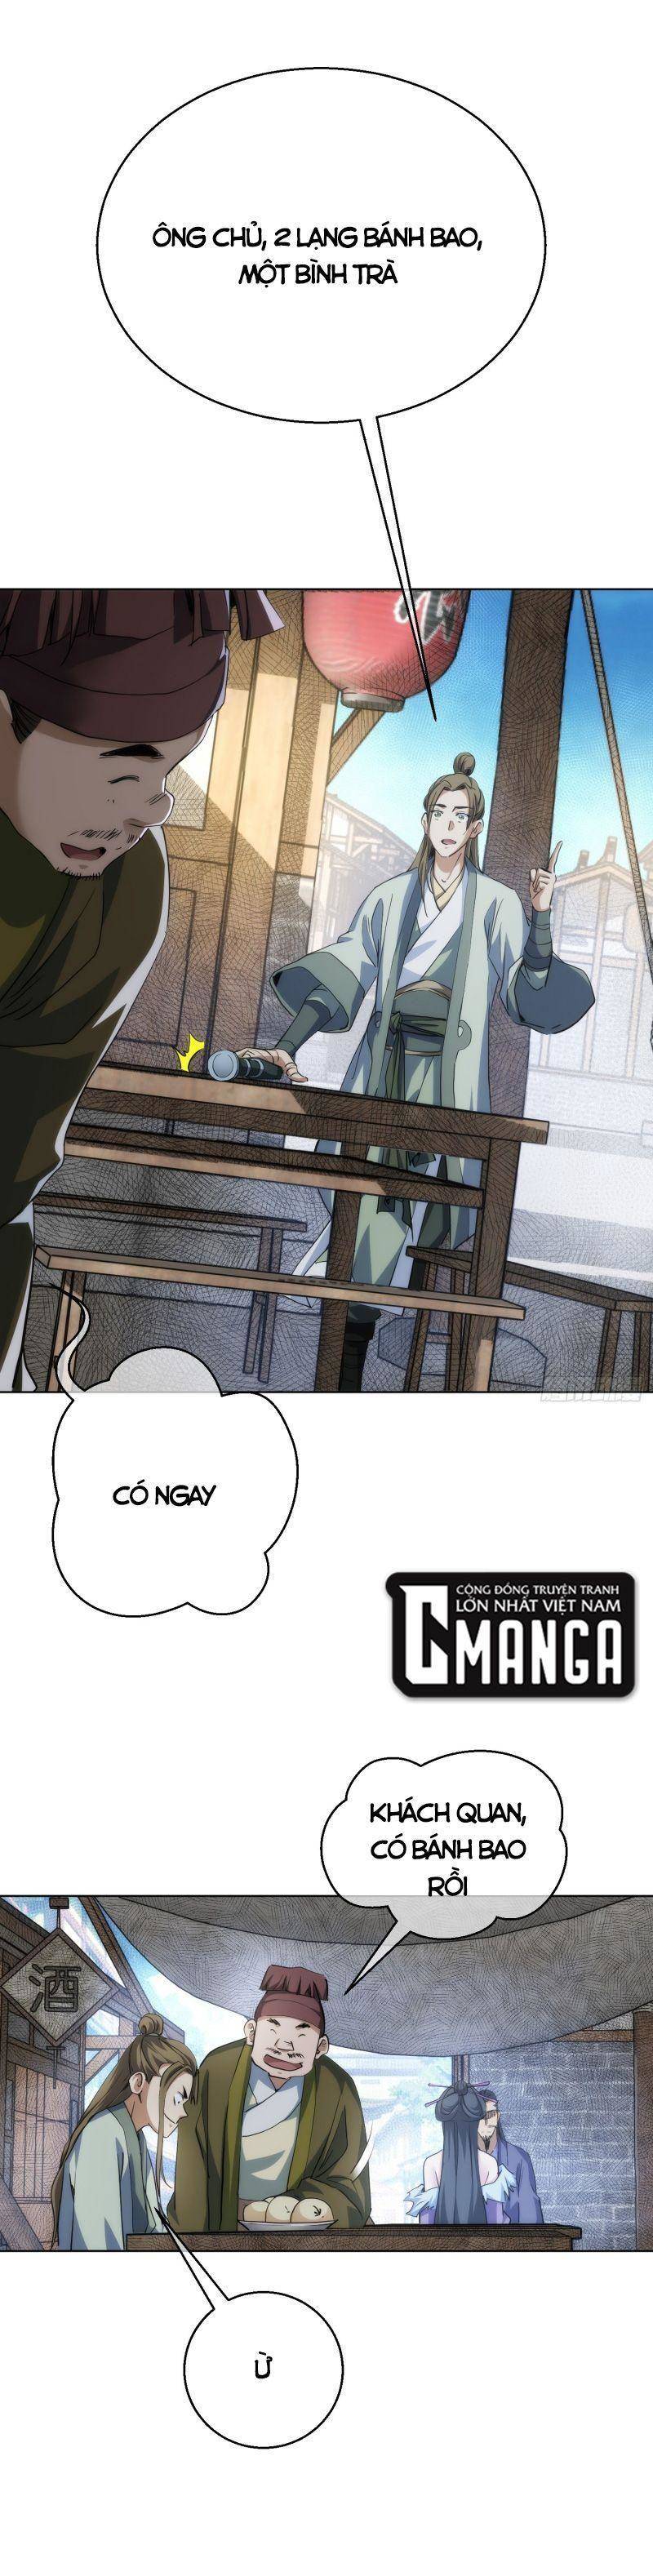 ÔNG CHỦ, 2 LẠNG BÁNH BAO,
MỘT BÌNH TRÀ
CÓ NGAY
CỘNG ĐỒNG TRUYỆN TRANH
LỚN NHẤT VIỆT NAM
CMANGA
KHÁCH QUAN,
CÓ BÁNH BAO
RỒI
酒
Ừ